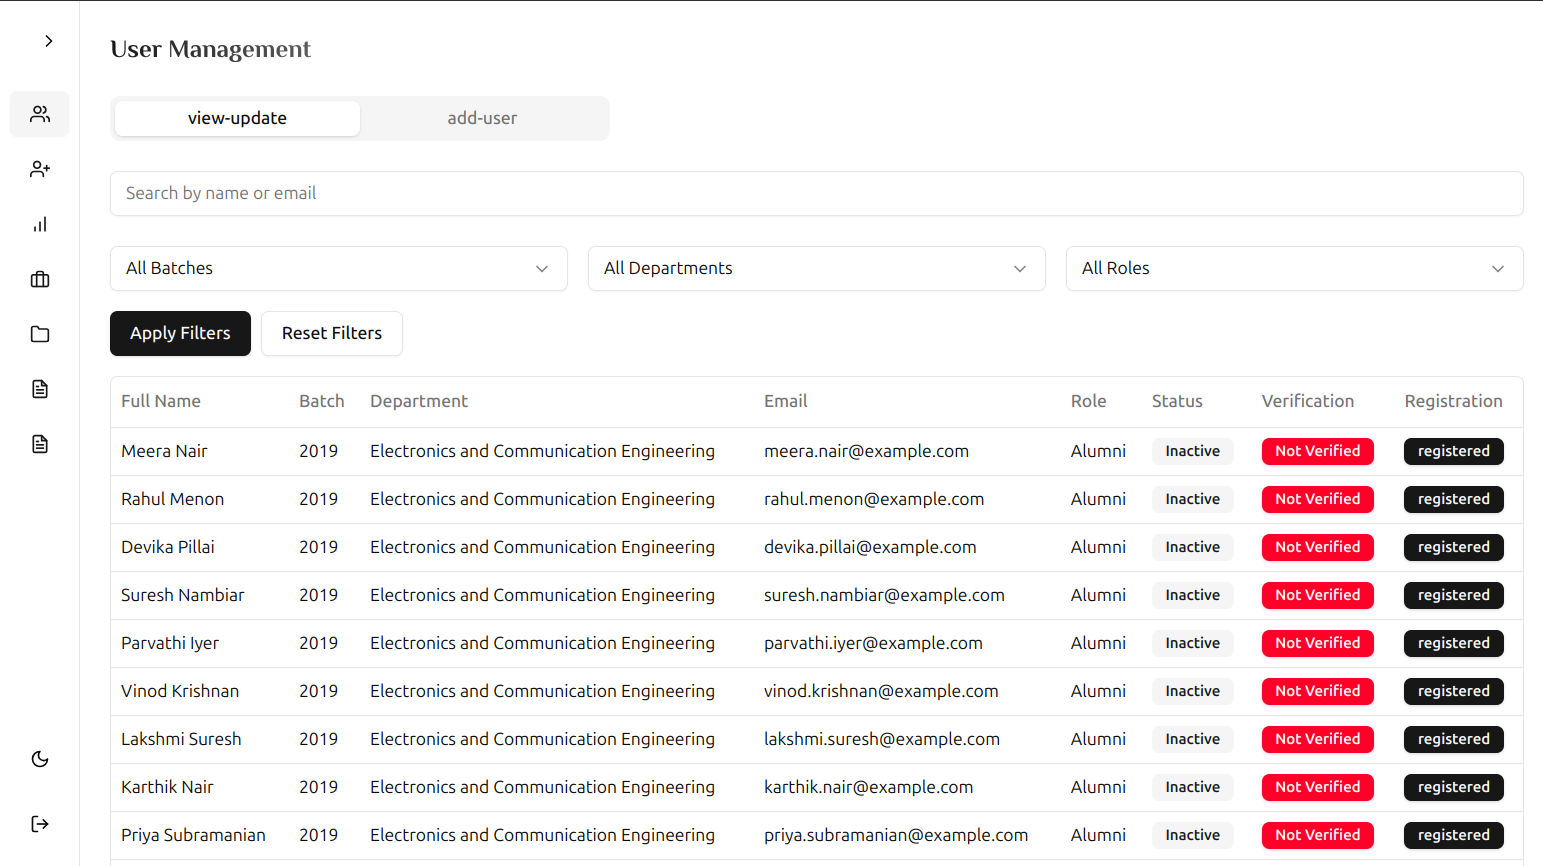 User Management
view-update add-user
Search by name or email
All Batches All Departments All Roles
Apply Filters Reset Filters
Full Name Batch Department Email Role Status Verification Registration
Meera Nair 2019 Electronics and Communication Engineering meera.nair@example.com Alumni Inactive Not Verified registered
Rahul Menon 2019 Electronics and Communication Engineering rahul.menon@example.com Alumni Inactive Not Verified registered
Devika Pillai 2019 Electronics and Communication Engineering devika.pillai@example.com Alumni Inactive Not Verified registered
Suresh Nambiar 2019 Electronics and Communication Engineering suresh.nambiar@example.com Alumni Inactive Not Verified registered
Parvathi Iyer 2019 Electronics and Communication Engineering parvathi.iyer@example.com Alumni Inactive Not Verified registered
Vinod Krishnan 2019 Electronics and Communication Engineering vinod.krishnan@example.com Alumni Inactive Not Verified registered
Lakshmi Suresh 2019 Electronics and Communication Engineering lakshmi.suresh@example.com Alumni Inactive Not Verified registered
Karthik Nair 2019 Electronics and Communication Engineering karthik.nair@example.com Alumni Inactive Not Verified registered
Priya Subramanian 2019 Electronics and Communication Engineering priya.subramanian@example.com Alumni Inactive Not Verified registered